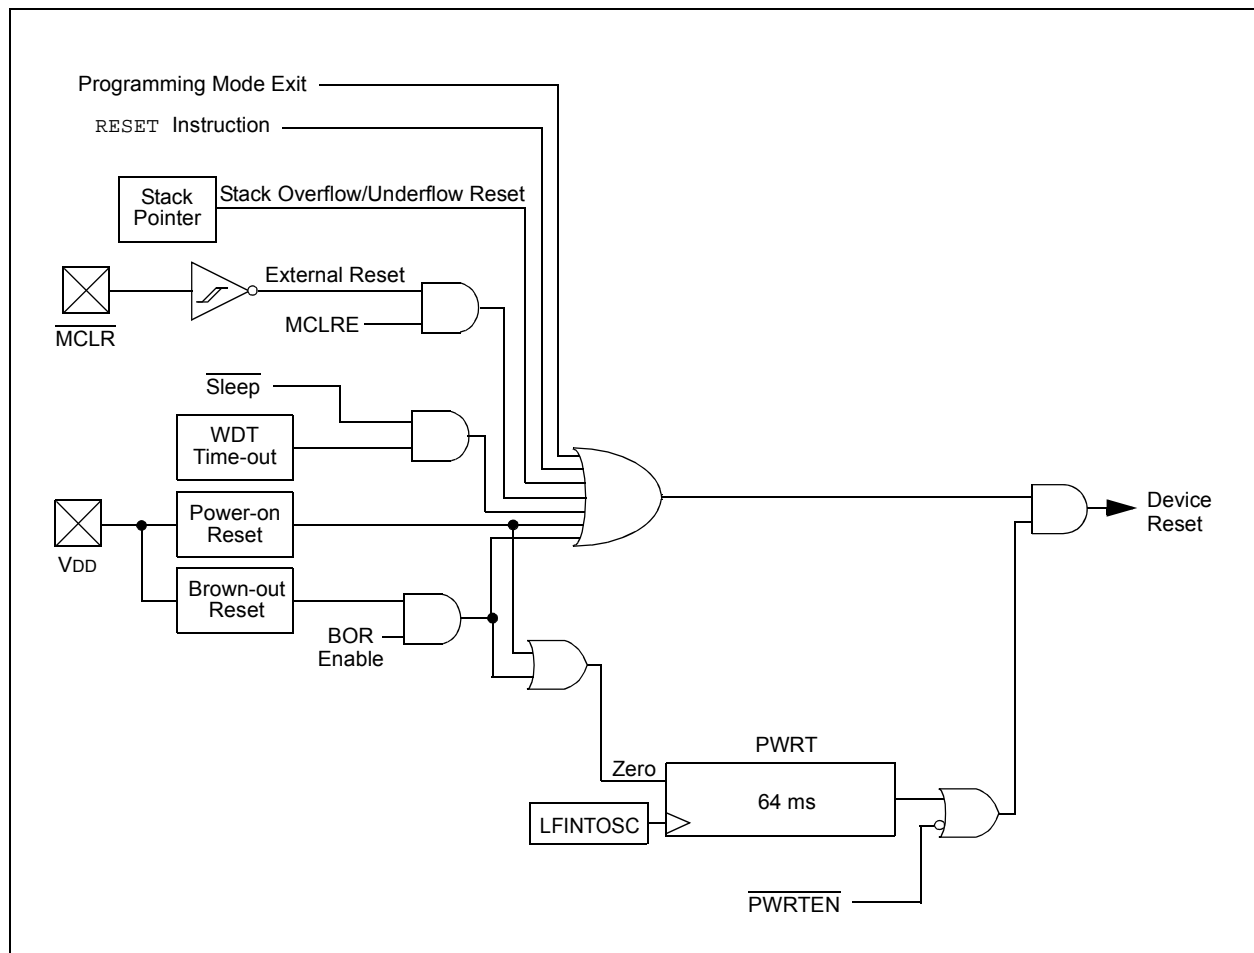 Programming Mode Exit
RESET Instruction
Stack
Pointer
Stack Overflow/Underflow Reset
External Reset
MCLR
MCLRE
Sleep
WDT
Time-out
Power-on
Reset
VDD
Brown-out
Reset
BOR
Enable
Device
Reset
PWRT
Zero
64 ms
LFINTOSC
PWRTEN